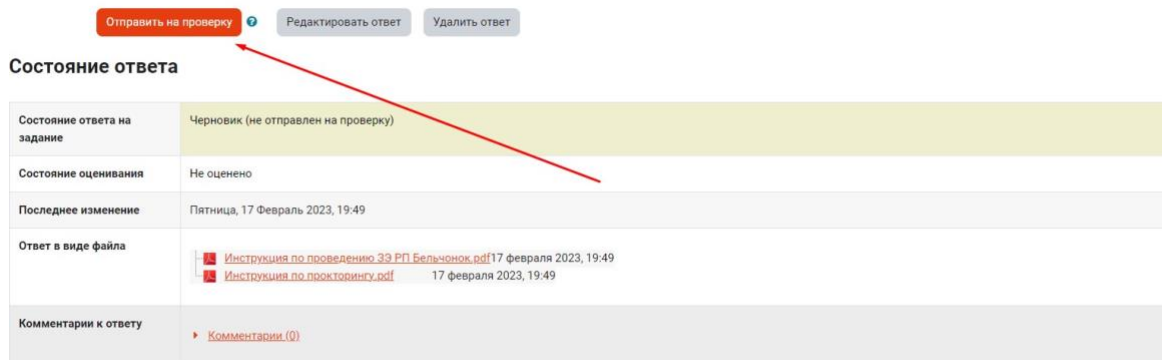 Отправить на проверку Редактировать ответ Удалить ответ
Состояние ответа
Состояние ответа на
задание
Черновик (не отправлен на проверку)
Состояние оценивания Не оценено
Последнее изменение Пятница, 17 Февраль 2023, 19:49
Ответ в виде файла
Инструкция по проведению ЗЭ РП Бельчонок.pdf17 февраля 2023, 19:49
Инструкция по прокторингу.pdf 17 февраля 2023, 19:49
Комментарии к ответу
Комментарии (0)